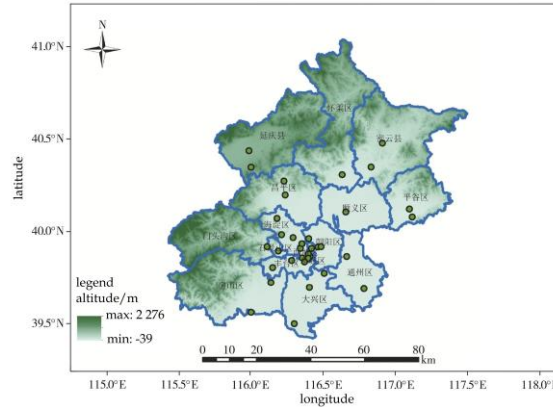 N
41.0°N
40.5°N
40.0°N
39.5°N
latitude
怀柔区
延庆县
密云县
昌平区
顺义区
平谷区
海淀区
门头沟区
朝阳区
通州区
房山区
大兴区
legend
altitude/m
max: 2 276
min: -39
0 10 20 40 60 80
km
115.0°E 115.5°E 116.0°E 116.5°E 117.0°E 117.5°E 118.0°E
longitude